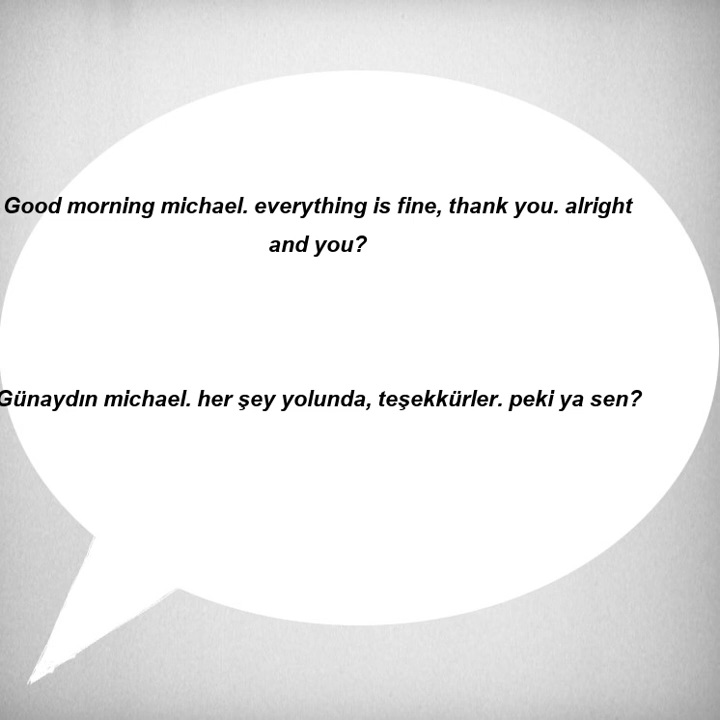 Good morning michael. everything is fine, thank you. alright
and you?
Günaydın michael. her şey yolunda, teşekkürler. peki ya sen?